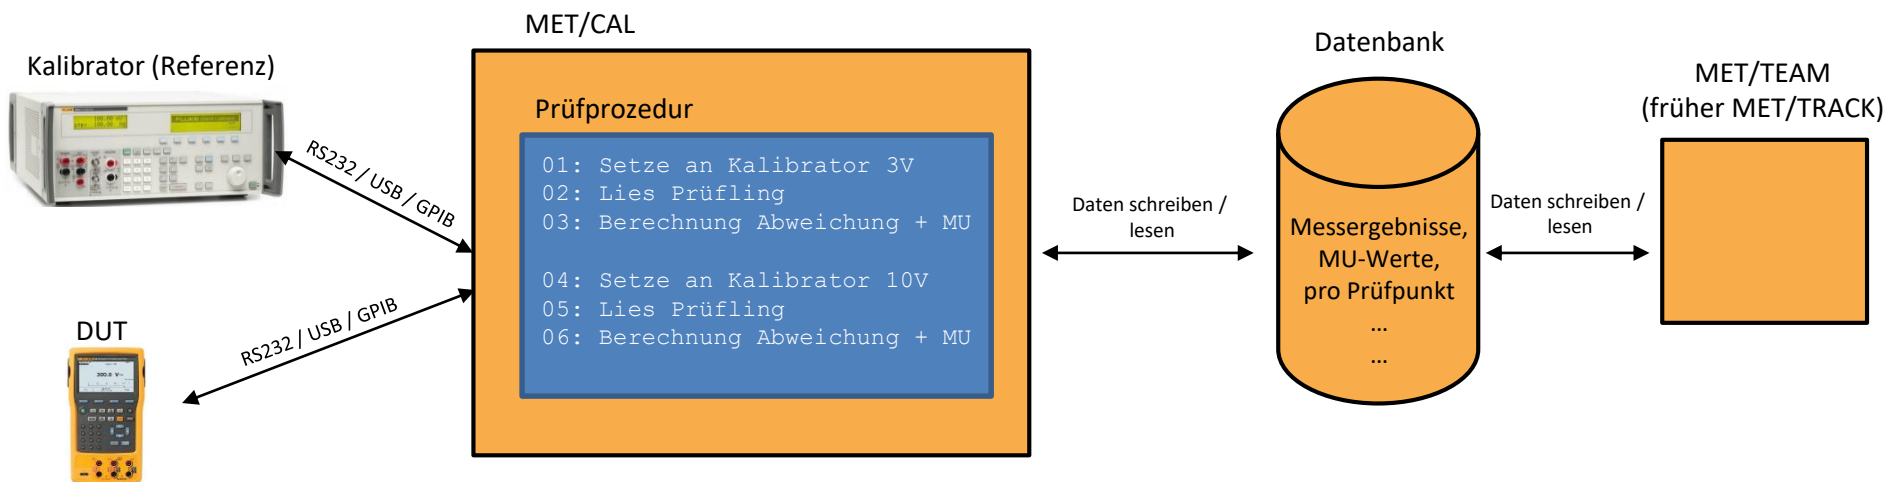 MET/CAL
Kalibrator (Referenz)
RS232 / USB / GPIB
DUT
RS232 / USB / GPIB
Prüfprozedur
01: Setze an Kalibrator 3V
02: Lies Prüfling
03: Berechnung Abweichung + MU
04: Setze an Kalibrator 10V
05: Lies Prüfling
06: Berechnung Abweichung + MU
Daten schreiben /
lesen
Datenbank
Messergebnisse,
MU-Werte,
pro Prüfpunkt
...
...
Daten schreiben /
lesen
MET/TEAM
(früher MET/TRACK)